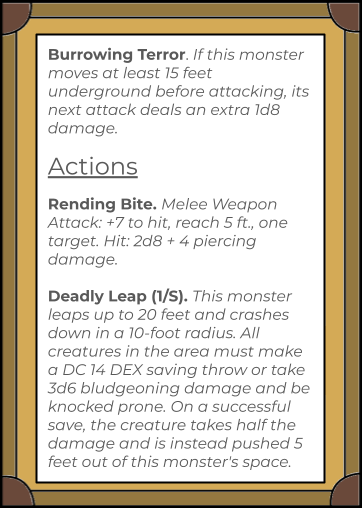 Burrowing Terror. If this monster
moves at least 15 feet
underground before attacking, its
next attack deals an extra 1d8
damage.
Actions
Rending Bite. Melee Weapon
Attack: +7 to hit, reach 5 ft., one
target. Hit: 2d8 + 4 piercing
damage.
Deadly Leap (1/S). This monster
leaps up to 20 feet and crashes
down in a 10-foot radius. All
creatures in the area must make
a DC 14 DEX saving throw or take
3d6 bludgeoning damage and be
knocked prone. On a successful
save, the creature takes half the
damage and is instead pushed 5
feet out of this monster's space.